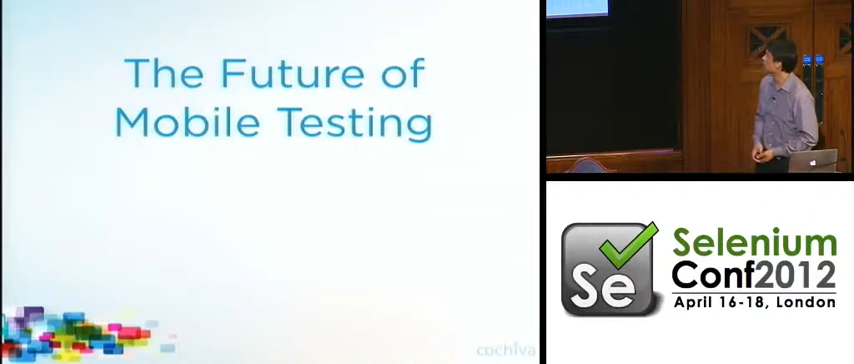 The Future of
Mobile Testing
cochiva
Se
Selenium
Conf2012
April 16-18, London